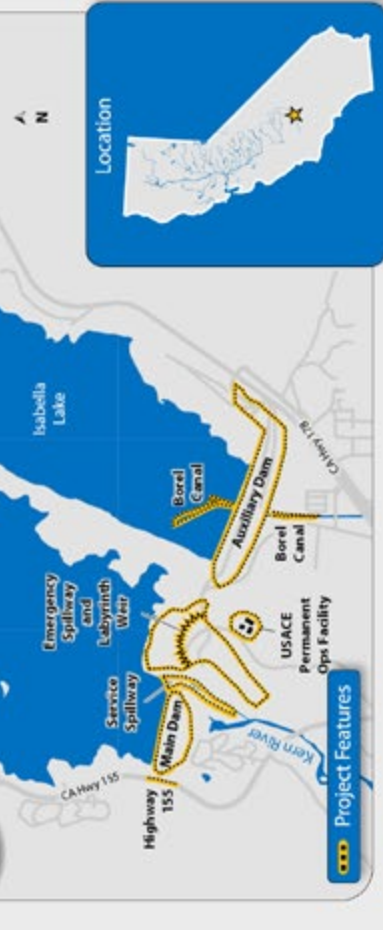 N
Location
Isabella
Lake
Borel
Canal
Auxiliary Dam
CA Hwy 178
Borel
Canal
Emergency
Spillway
and
Labyrinth
Weir
Service
Spillway
Main Dam
USACE
Permanent
Ops Facility
Kern River
CA Hwy 155
Highway
155
Project Features